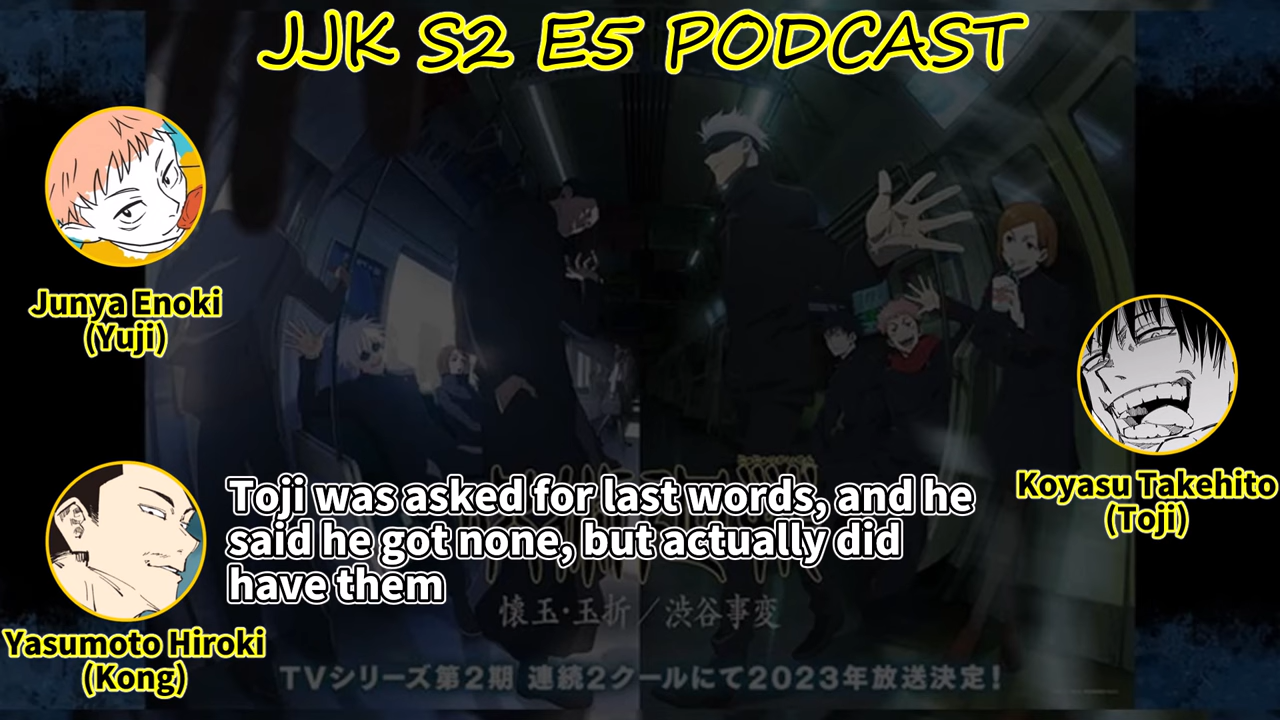 JJK S2 E5 PODCAST
Junya Enoki
(Yuji)
Koyasu Takehito
(Toji)
Toji was asked for last words, and he
said he got none, but actually did
have them
Yasumoto Hiroki
(Kong)
懐玉・玉折／渋谷事変
TVシリーズ第2期 連続2クールにて2023年放送決定！